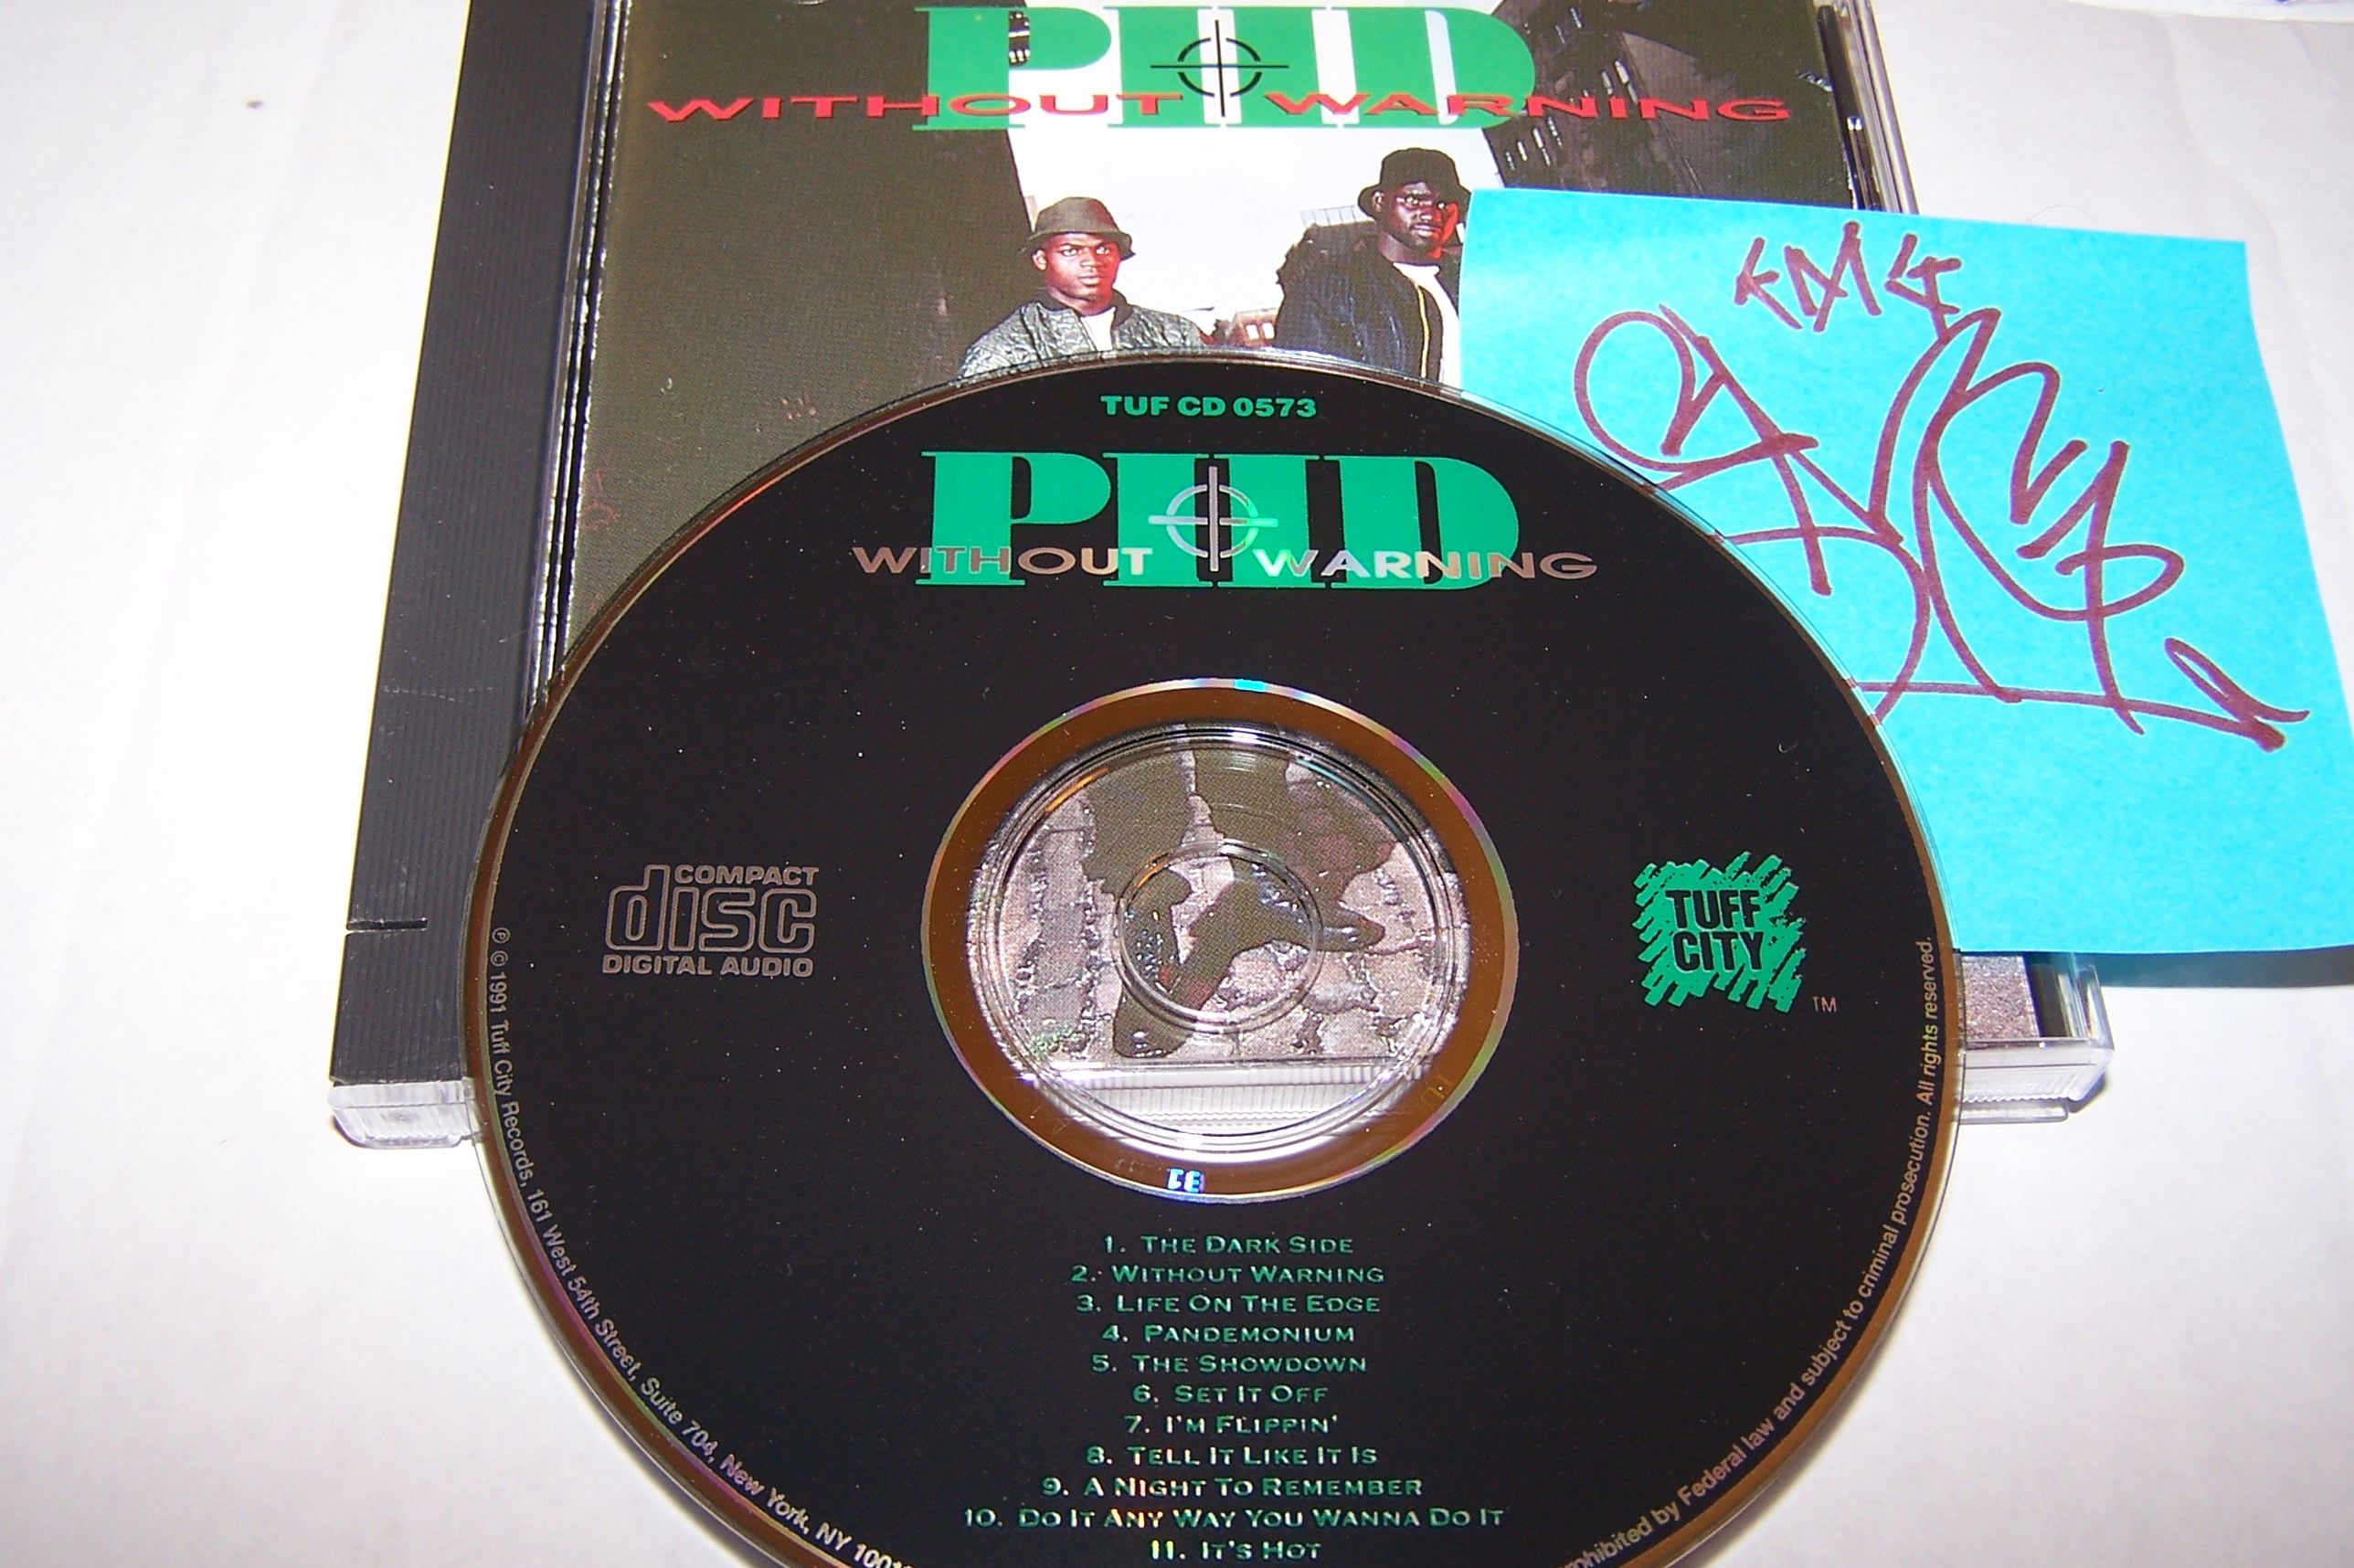 PHD
WITHOUT WARNING
TUF CD 0573
PHD
WITHOUT WARNING
COMPACT
disc
DIGITAL AUDIO
TUFF
CITY
TM
1. THE DARK SIDE
2. WITHOUT WARNING
3. LIFE ON THE EDGE
4. PANDEMONIUM
5. THE SHOWDOWN
6. SET IT OFF
7. I'M FLIPPIN'
8. TELL IT LIKE IT IS
9. A NIGHT TO REMEMBER
10. DO IT ANY WAY YOU WANNA DO IT
11. IT'S HOT
℗ © 1991 Tuff City Records, 161 West 54th Street, Suite 704, New York, NY
by Federal law and subject to criminal prosecution. All rights reserved.